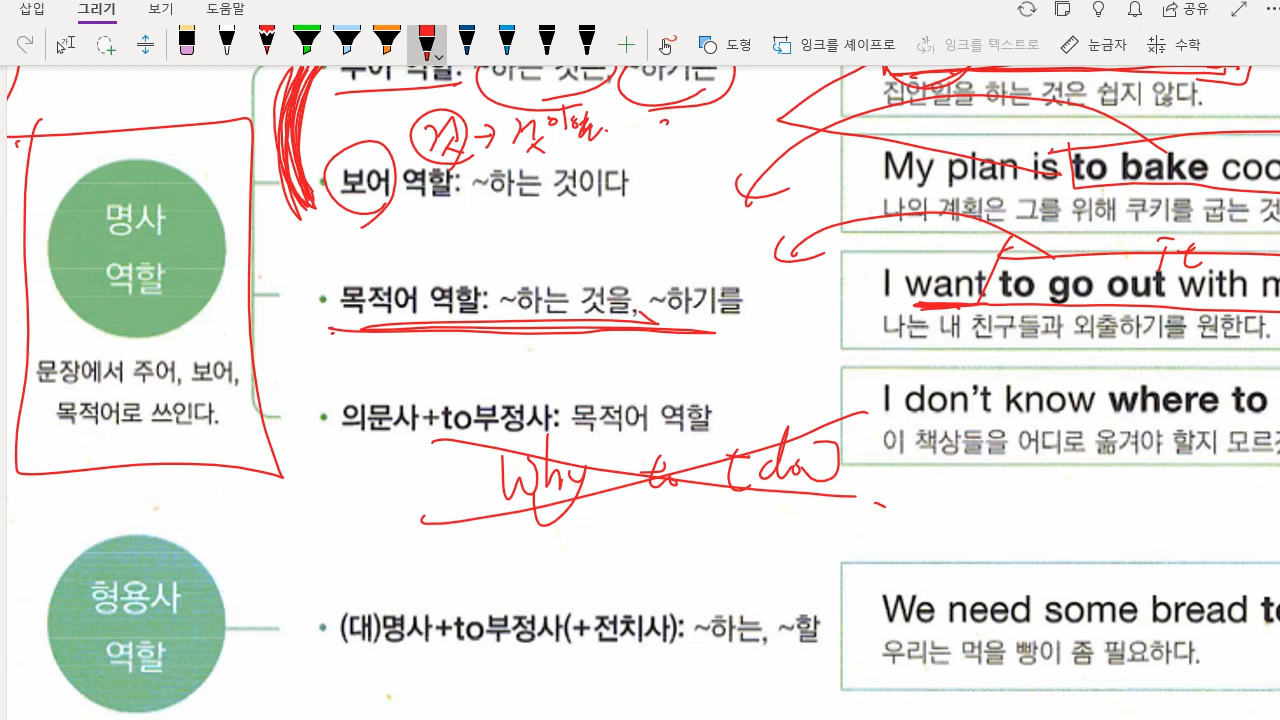 삽입 그리기 보기 도움말 공유
도형 잉크를 셰이프로 잉크를 텍스트로 눈금자 수학
주어 역할: ~하는 것은, ~하기는
집안일을 하는 것은 쉽지 않다.
것 → 것이다.
보어 역할: ~하는 것이다
My plan is to bake coo
나의 계획은 그를 위해 쿠키를 굽는 것
명사
역할
it
목적어 역할: ~하는 것을, ~하기를
I want to go out with m
나는 내 친구들과 외출하기를 원한다.
문장에서 주어, 보어,
목적어로 쓰인다.
의문사+to부정사: 목적어 역할
I don't know where to
이 책상들을 어디로 옮겨야 할지 모르
Why to
형용사
역할
(대)명사+to부정사(+전치사): ~하는, ~할
We need some bread to
우리는 먹을 빵이 좀 필요하다.